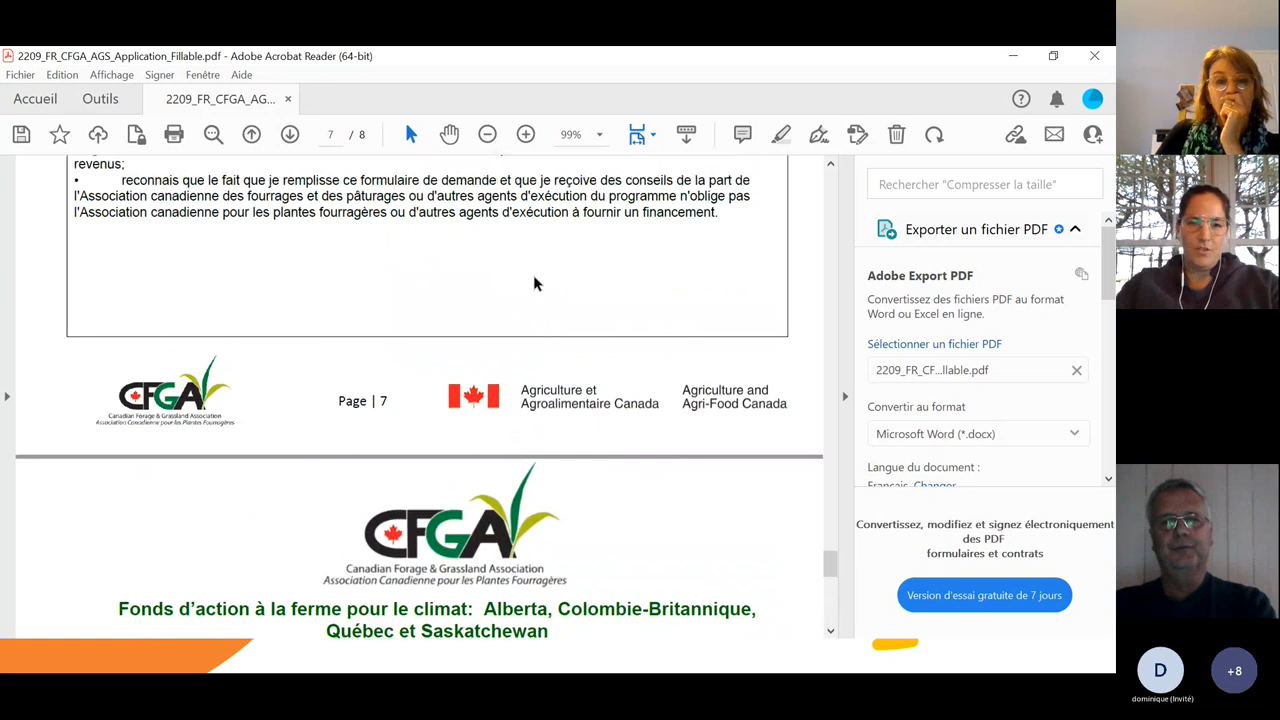 2209_FR_CFGA_AGS_Application_Fillable.pdf - Adobe Acrobat Reader (64-bit)
Fichier Edition Affichage Signer Fenêtre Aide
Accueil Outils 2209_FR_CFGA_AG... ×
7 / 8 99%
revenus;
• reconnais que le fait que je remplisse ce formulaire de demande et que je reçoive des conseils de la part de
l'Association canadienne des fourrages et des pâturages ou d'autres agents d'exécution du programme n'oblige pas
l'Association canadienne pour les plantes fourragères ou d'autres agents d'exécution à fournir un financement.
CFGA
Canadian Forage & Grassland Association
Association Canadienne pour les Plantes Fourragères
Page | 7
Agriculture et
Agroalimentaire Canada
Agriculture and
Agri-Food Canada
CFGA
Canadian Forage & Grassland Association
Association Canadienne pour les Plantes Fourragères
Fonds d'action à la ferme pour le climat: Alberta, Colombie-Britannique,
Québec et Saskatchewan
Rechercher "Compresser la taille"
Exporter un fichier PDF
Adobe Export PDF
Convertissez des fichiers PDF au format
Word ou Excel en ligne.
Sélectionner un fichier PDF
2209_FR_CF...llable.pdf
Convertir au format
Microsoft Word (*.docx)
Langue du document :
Français Changer
Convertissez, modifiez et signez électroniquement
des PDF
formulaires et contrats
Version d'essai gratuite de 7 jours
D
+8
dominique (Invité)